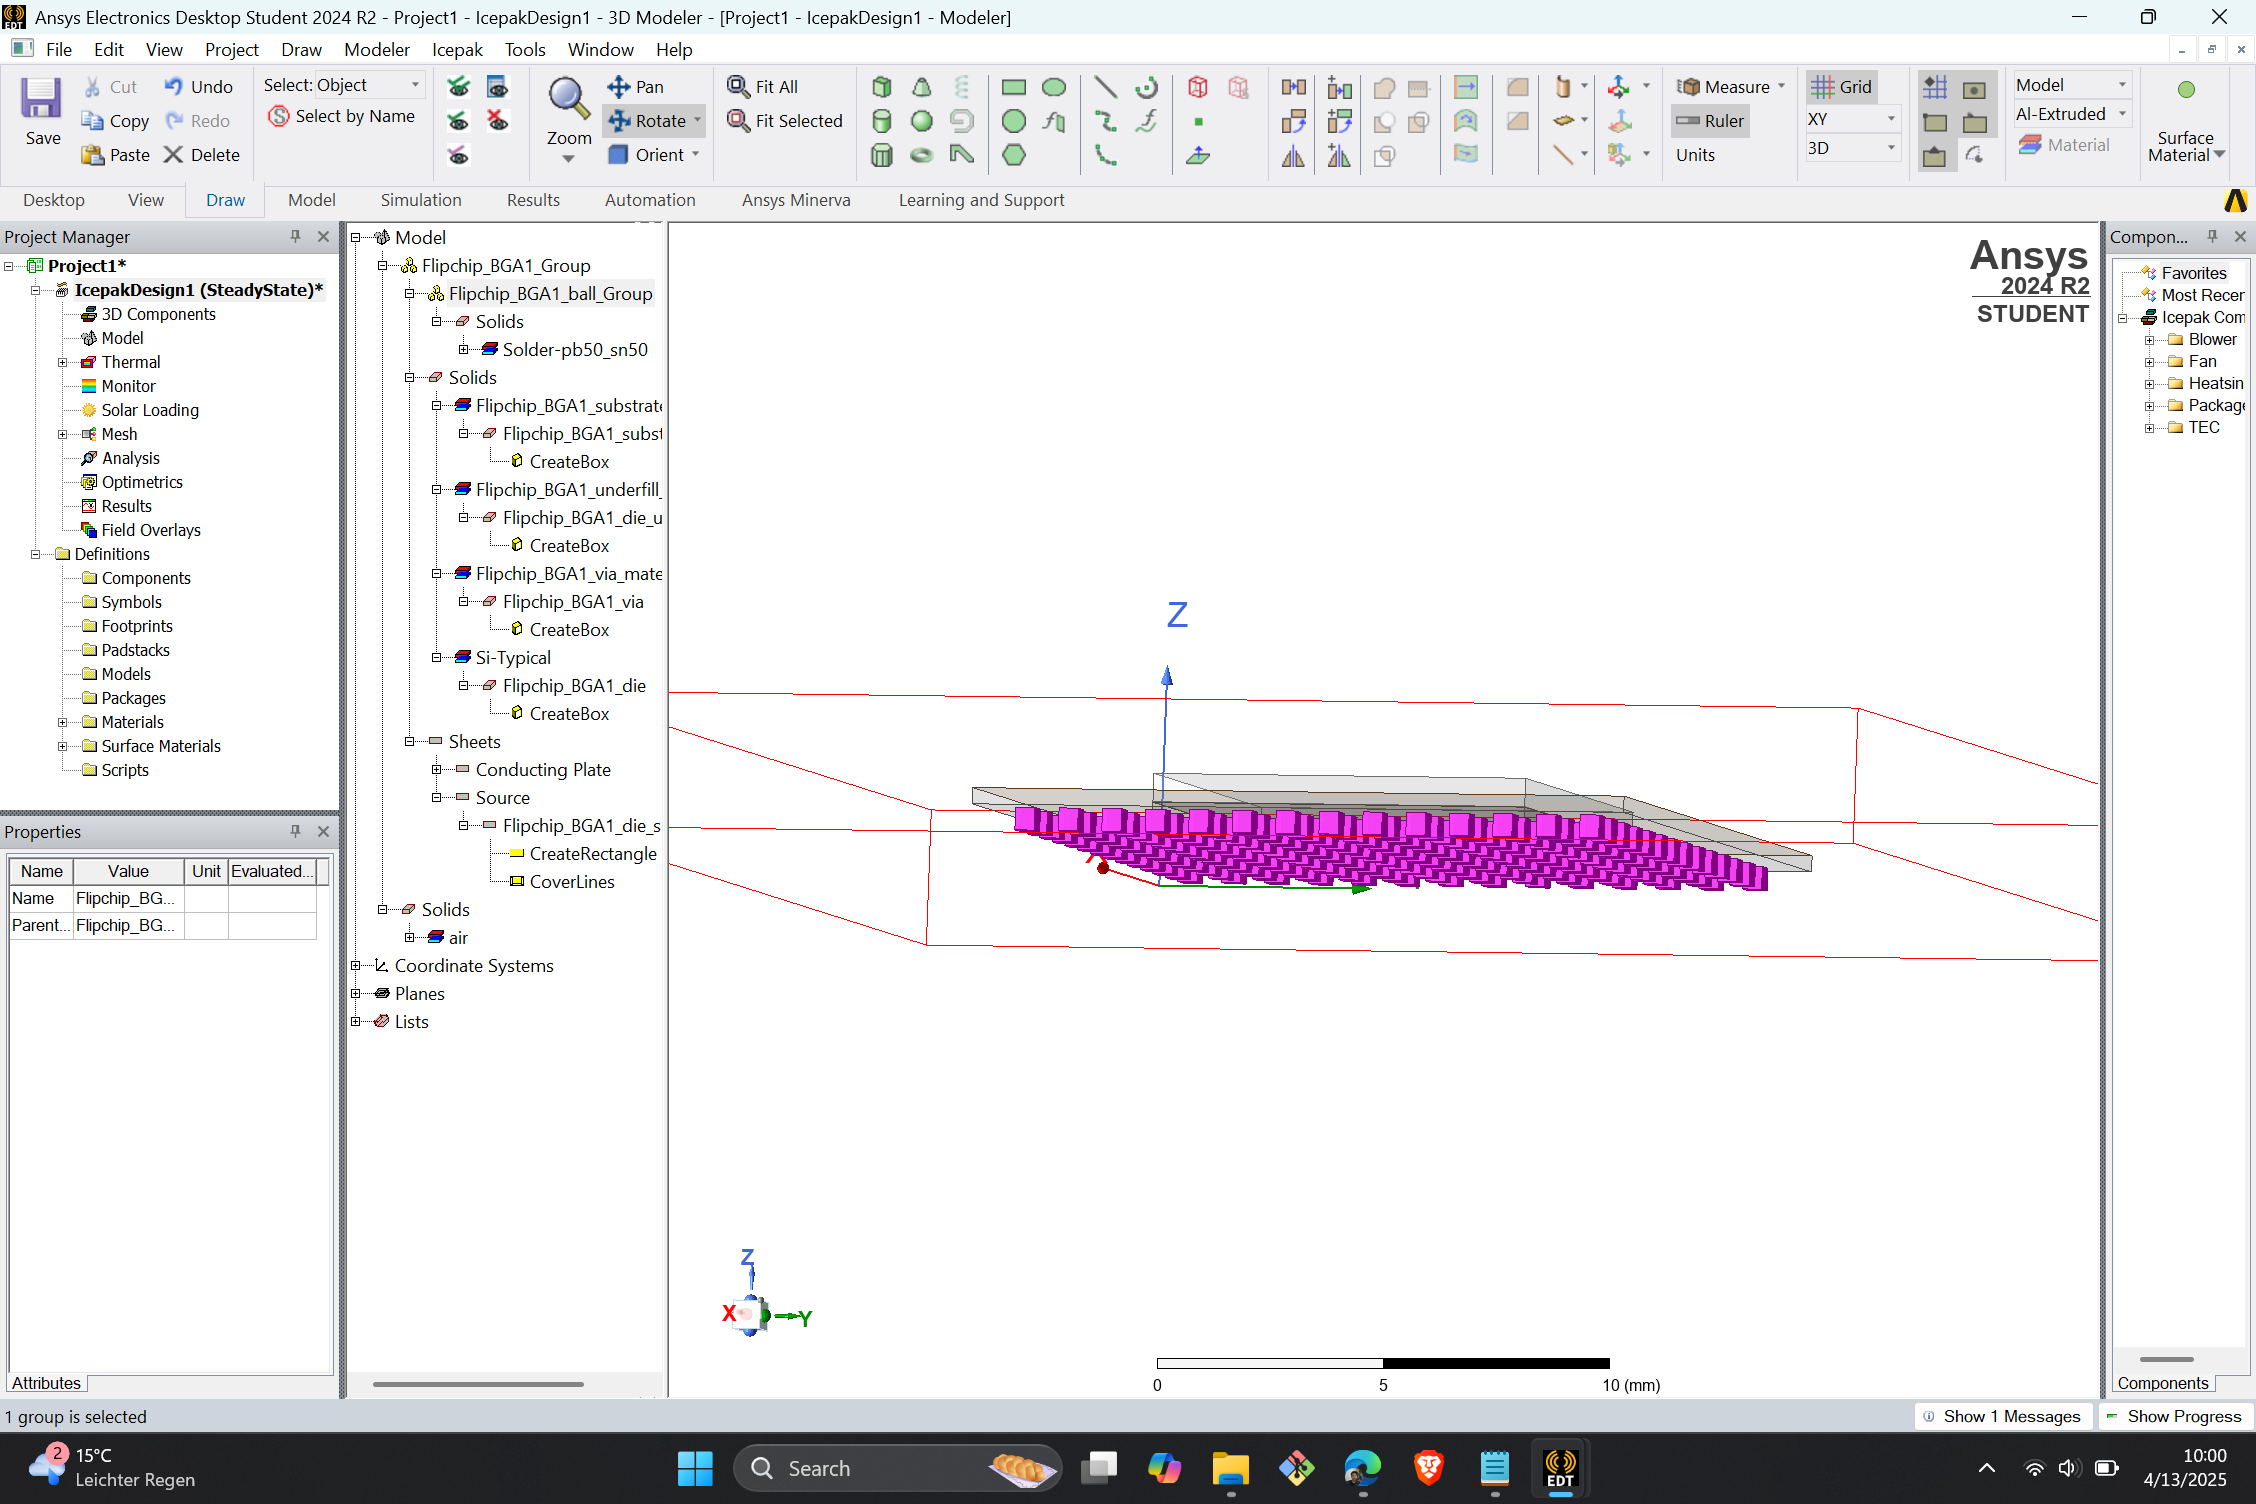 Ansys Electronics Desktop Student 2024 R2 - Project1 - IcepakDesign1 - 3D Modeler - [Project1 - IcepakDesign1 - Modeler]
File Edit View Project Draw Modeler Icepak Tools Window Help
Save
Cut
Copy
Paste
Undo
Redo
Delete
Select: Object
Select by Name
Zoom
Pan
Rotate
Orient
Fit All
Fit Selected
Measure
Ruler
Units
Grid
XY
3D
Model
Al-Extruded
Material
Surface
Material
Desktop View Draw Model Simulation Results Automation Ansys Minerva Learning and Support
Project Manager
Project1*
IcepakDesign1 (SteadyState)*
3D Components
Model
Thermal
Monitor
Solar Loading
Mesh
Analysis
Optimetrics
Results
Field Overlays
Definitions
Components
Symbols
Footprints
Padstacks
Models
Packages
Materials
Surface Materials
Scripts
Properties
Name Value Unit Evaluated...
Name Flipchip_BG...
Parent... Flipchip_BG...
Attributes
Model
Flipchip_BGA1_Group
Flipchip_BGA1_ball_Group
Solids
Solder-pb50_sn50
Solids
Flipchip_BGA1_substrate
Flipchip_BGA1_subst
CreateBox
Flipchip_BGA1_underfill_
Flipchip_BGA1_die_u
CreateBox
Flipchip_BGA1_via_mate
Flipchip_BGA1_via
CreateBox
Si-Typical
Flipchip_BGA1_die
CreateBox
Sheets
Conducting Plate
Source
Flipchip_BGA1_die_s
CreateRectangle
CoverLines
Solids
air
Coordinate Systems
Planes
Lists
Ansys
2024 R2
STUDENT
Z
Z
X
Y
0 5 10 (mm)
Compon...
Favorites
Most Recer
Icepak Com
Blower
Fan
Heatsin
Package
TEC
Components
1 group is selected
Show 1 Messages
Show Progress
2
15°C
Leichter Regen
Search
EDT
10:00
4/13/2025